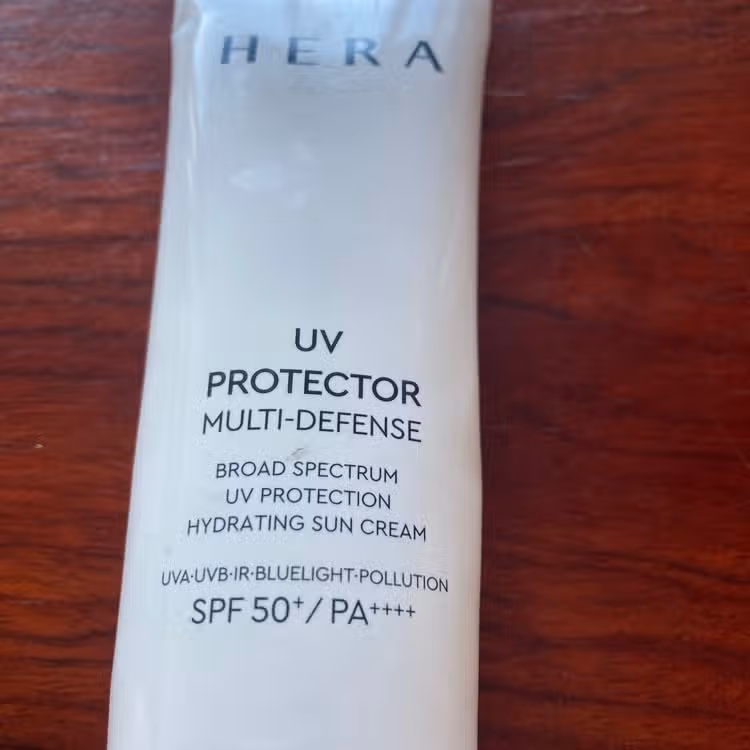 HERA
UV
PROTECTOR
MULTI-DEFENSE
BROAD SPECTRUM
UV PROTECTION
HYDRATING SUN CREAM
UVA·UVB·IR·BLUELIGHT·POLLUTION
SPF 50⁺/ PA⁺⁺⁺⁺